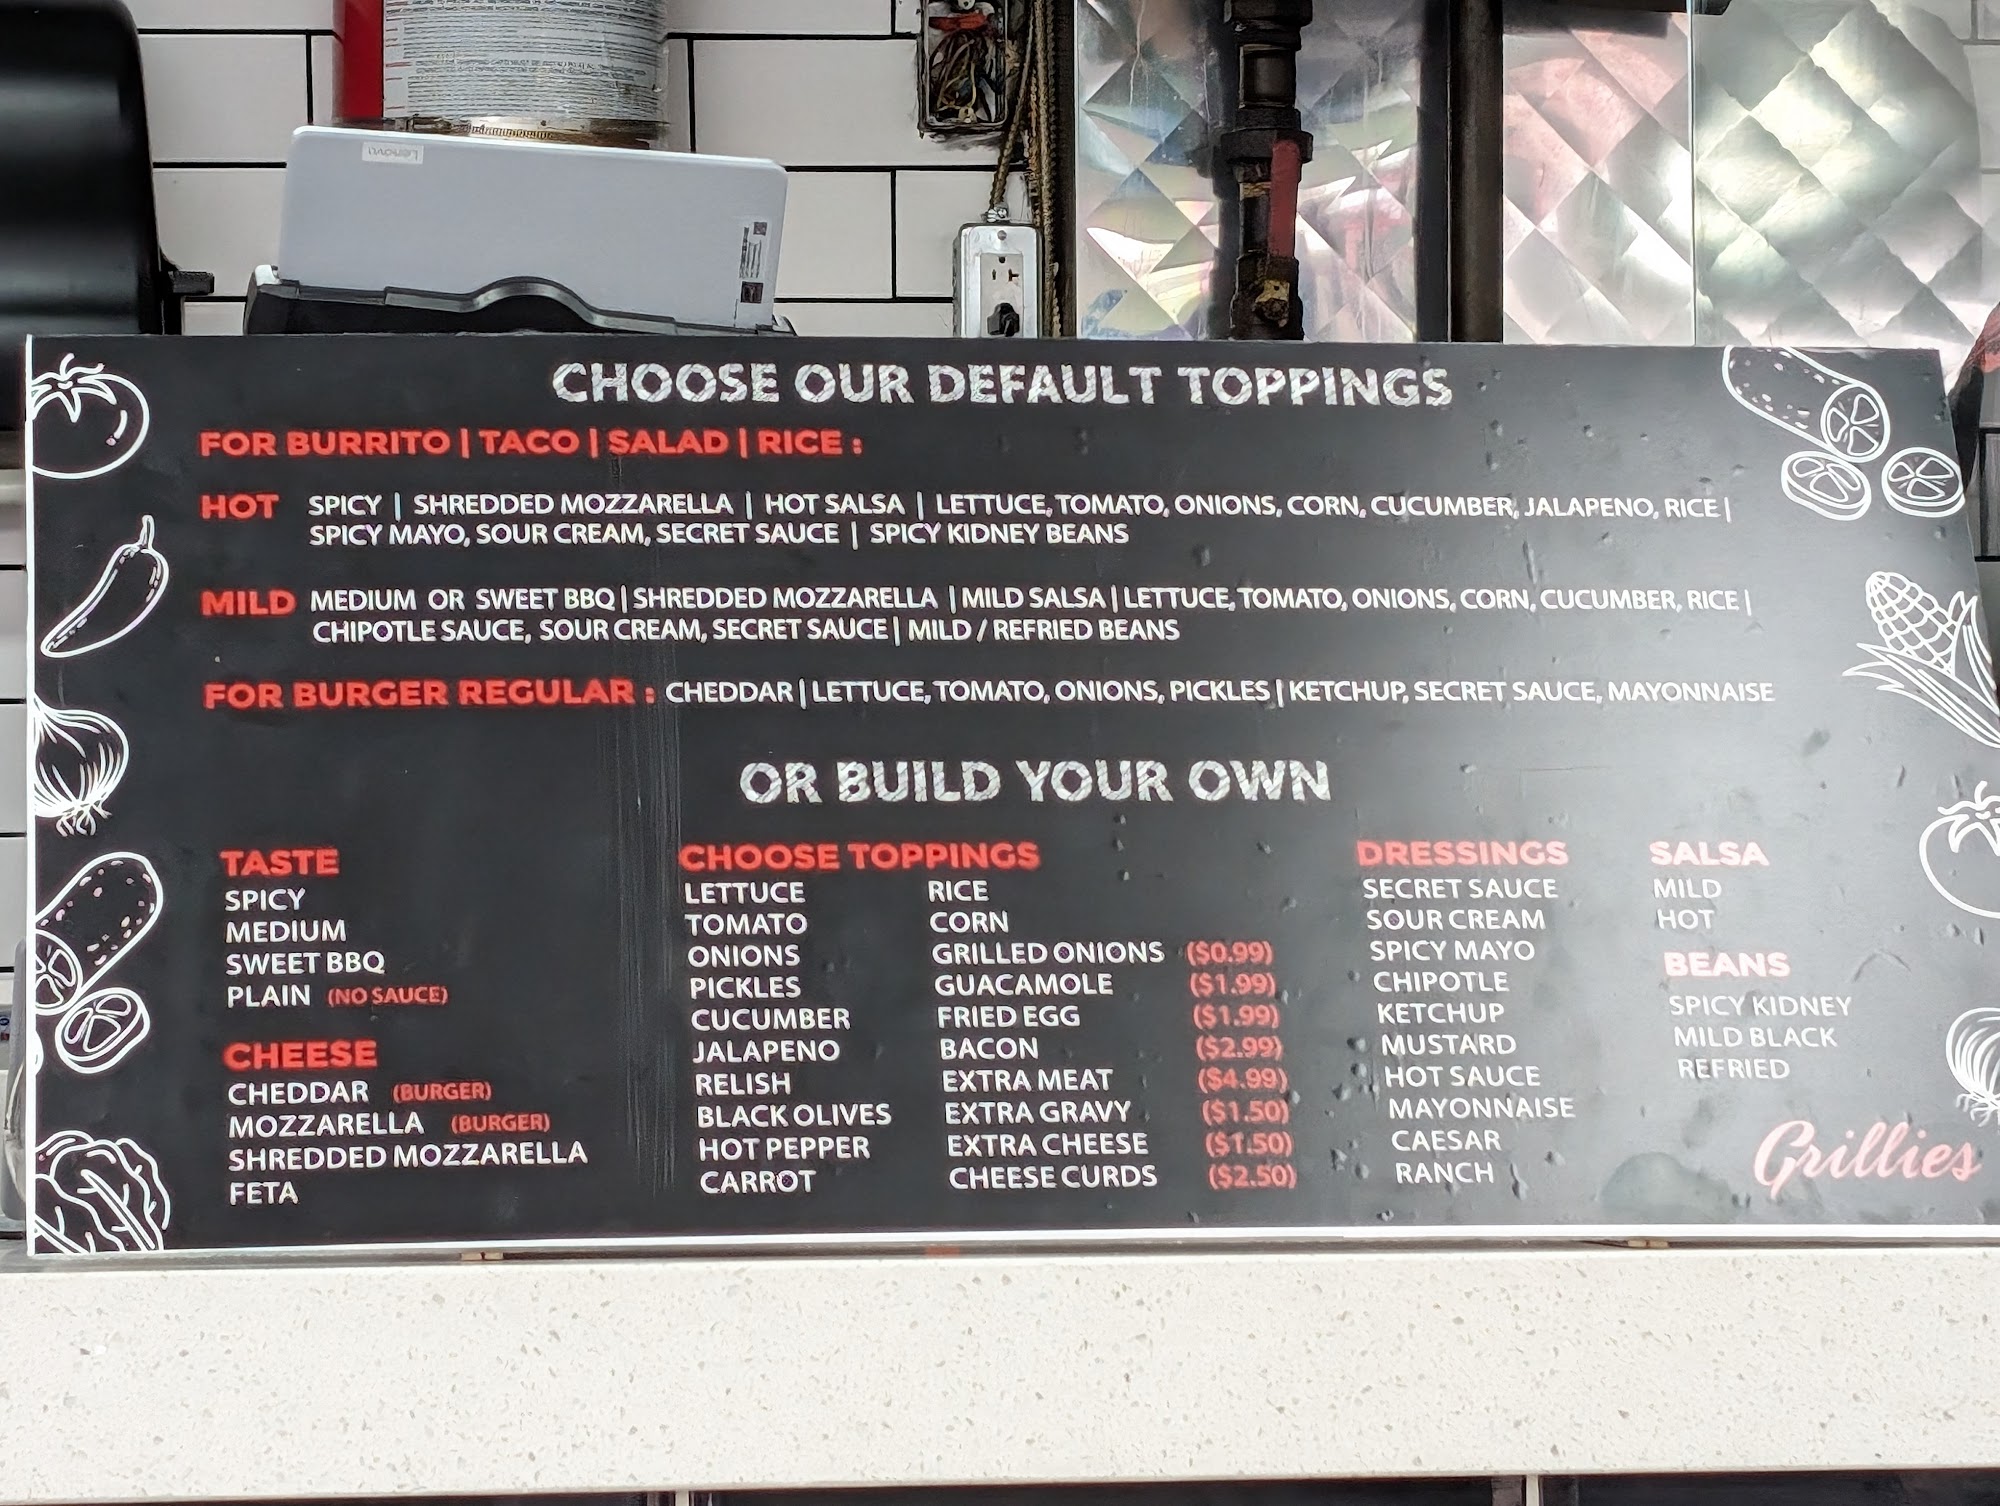 Lenovo
CHOOSE OUR DEFAULT TOPPINGS
FOR BURRITO | TACO | SALAD | RICE :
HOT SPICY | SHREDDED MOZZARELLA | HOT SALSA | LETTUCE, TOMATO, ONIONS, CORN, CUCUMBER, JALAPENO, RICE |
SPICY MAYO, SOUR CREAM, SECRET SAUCE | SPICY KIDNEY BEANS
MILD MEDIUM OR SWEET BBQ | SHREDDED MOZZARELLA | MILD SALSA | LETTUCE, TOMATO, ONIONS, CORN, CUCUMBER, RICE |
CHIPOTLE SAUCE, SOUR CREAM, SECRET SAUCE | MILD / REFRIED BEANS
FOR BURGER REGULAR : CHEDDAR | LETTUCE, TOMATO, ONIONS, PICKLES | KETCHUP, SECRET SAUCE, MAYONNAISE
OR BUILD YOUR OWN
TASTE
SPICY
MEDIUM
SWEET BBQ
PLAIN (NO SAUCE)
CHEESE
CHEDDAR (BURGER)
MOZZARELLA (BURGER)
SHREDDED MOZZARELLA
FETA
CHOOSE TOPPINGS
LETTUCE
TOMATO
ONIONS
PICKLES
CUCUMBER
JALAPENO
RELISH
BLACK OLIVES
HOT PEPPER
CARROT
RICE
CORN
GRILLED ONIONS ($0.99)
GUACAMOLE ($1.99)
FRIED EGG ($1.99)
BACON ($2.99)
EXTRA MEAT ($4.99)
EXTRA GRAVY ($1.50)
EXTRA CHEESE ($1.50)
CHEESE CURDS ($2.50)
DRESSINGS
SECRET SAUCE
SOUR CREAM
SPICY MAYO
CHIPOTLE
KETCHUP
MUSTARD
HOT SAUCE
MAYONNAISE
CAESAR
RANCH
SALSA
MILD
HOT
BEANS
SPICY KIDNEY
MILD BLACK
REFRIED
Grillies